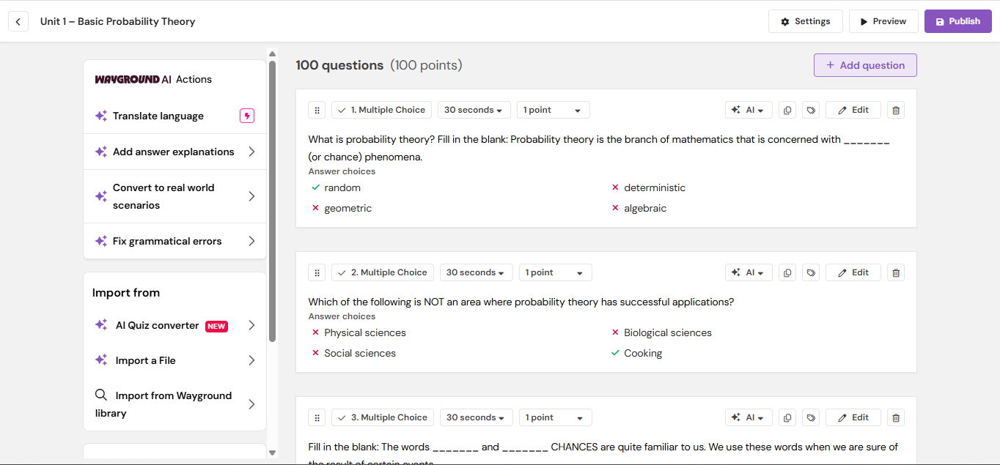 Unit 1 – Basic Probability Theory
Settings
Preview
Publish
WAYGROUND AI Actions
Translate language
Add answer explanations
Convert to real world
scenarios
Fix grammatical errors
Import from
AI Quiz converter NEW
Import a File
Import from Wayground
library
100 questions (100 points)
+ Add question
1. Multiple Choice
30 seconds
1 point
AI
Edit
What is probability theory? Fill in the blank: Probability theory is the branch of mathematics that is concerned with _______
(or chance) phenomena.
Answer choices
random
deterministic
geometric
algebraic
2. Multiple Choice
30 seconds
1 point
AI
Edit
Which of the following is NOT an area where probability theory has successful applications?
Answer choices
Physical sciences
Biological sciences
Social sciences
Cooking
3. Multiple Choice
30 seconds
1 point
AI
Edit
Fill in the blank: The words _______ and _______ CHANCES are quite familiar to us. We use these words when we are sure of
the result of certain events.